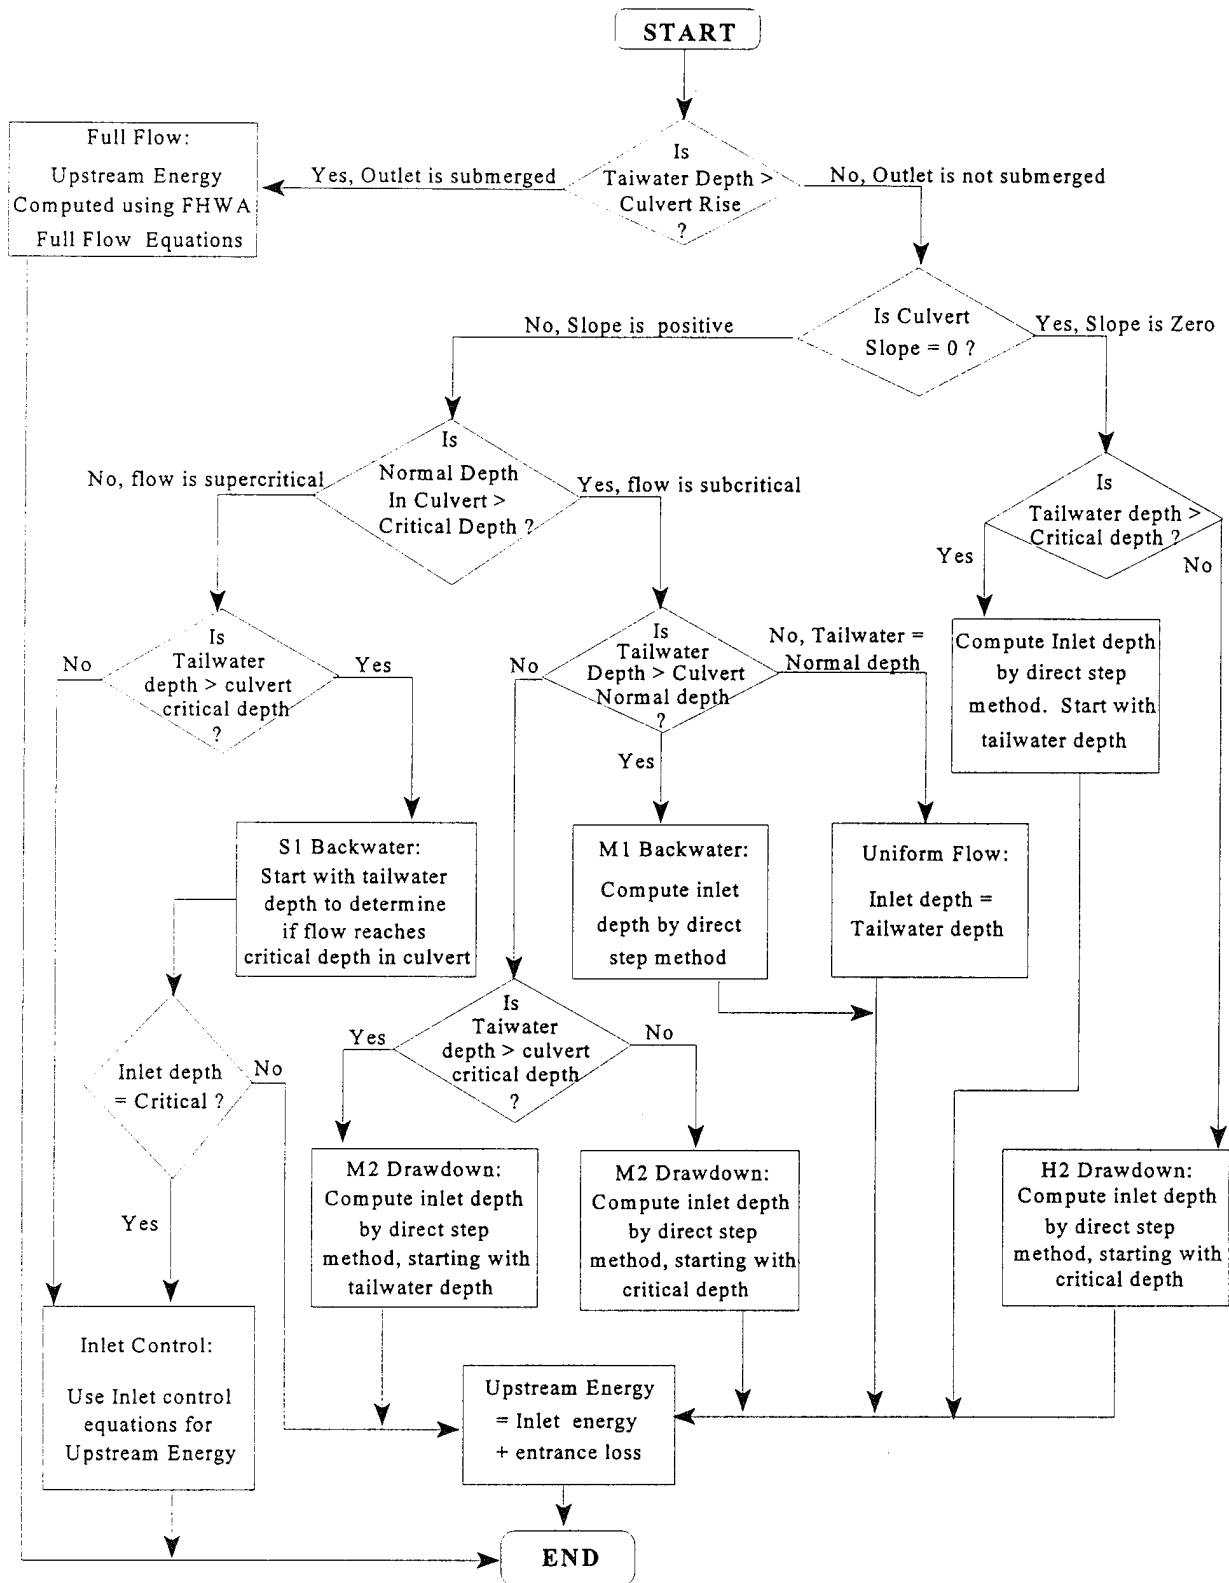 START
Is
Taiwater Depth >
Culvert Rise
?
Yes, Outlet is submerged
No, Outlet is not submerged
Full Flow:
Upstream Energy
Computed using FHWA
Full Flow Equations
Is Culvert
Slope = 0 ?
No, Slope is positive
Yes, Slope is Zero
Is
Normal Depth
In Culvert >
Critical Depth ?
No, flow is supercritical
Yes, flow is subcritical
Is
Tailwater depth >
Critical depth ?
Yes
No
Is
Tailwater
depth > culvert
critical depth
?
No
Yes
Is
Tailwater
Depth > Culvert
Normal depth
?
No
Yes
No, Tailwater =
Normal depth
Compute Inlet depth
by direct step
method. Start with
tailwater depth
S1 Backwater:
Start with tailwater
depth to determine
if flow reaches
critical depth in culvert
M1 Backwater:
Compute inlet
depth by direct
step method
Uniform Flow:
Inlet depth =
Tailwater depth
Inlet depth
= Critical ?
No
Yes
Is
Taiwater
depth > culvert
critical depth
?
Yes
No
M2 Drawdown:
Compute inlet depth
by direct step
method, starting with
tailwater depth
M2 Drawdown:
Compute inlet depth
by direct step
method, starting with
critical depth
H2 Drawdown:
Compute inlet depth
by direct step
method, starting with
critical depth
Inlet Control:
Use Inlet control
equations for
Upstream Energy
Upstream Energy
= Inlet energy
+ entrance loss
END